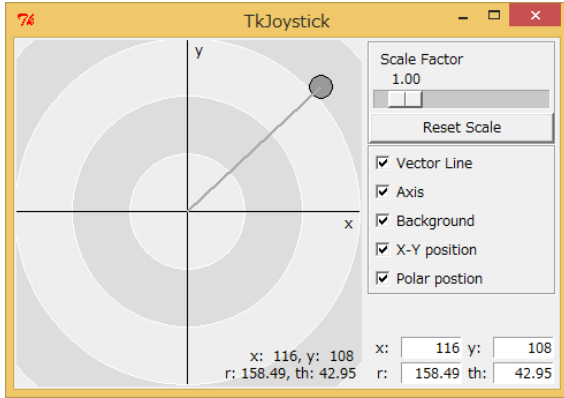 TkJoystick
y
x
x: 116, y: 108
r: 158.49, th: 42.95
Scale Factor
1.00
Reset Scale
Vector Line
Axis
Background
X-Y position
Polar postion
x: 116 y: 108
r: 158.49 th: 42.95